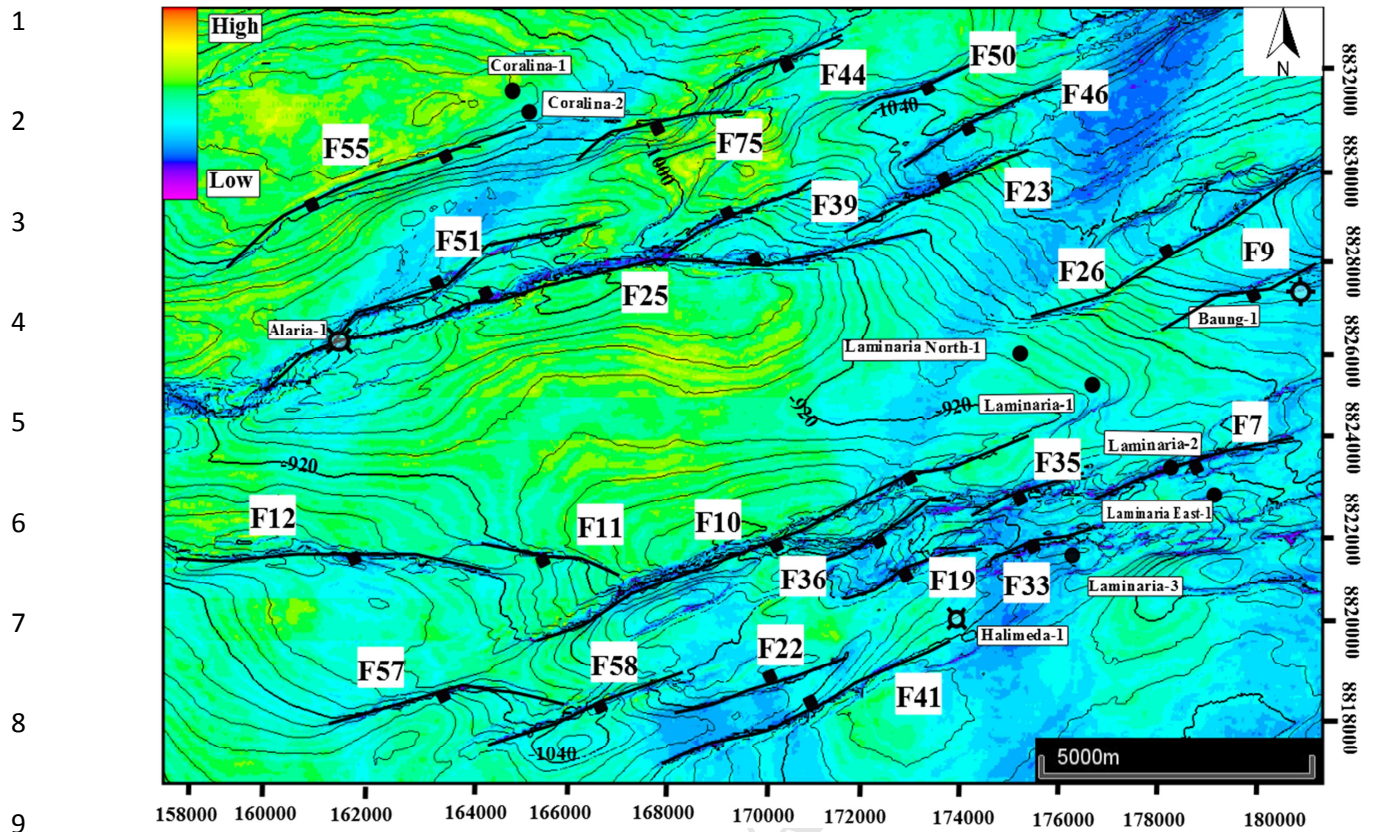 1
High
N
8832000
Coralina-1
F50
F44
F46
-1040
2
Coralina-2
F75
F55
-1000
8830000
Low
F23
F39
3
F51
F9
8828000
F26
F25
4
Baung-1
Alaria-1
Laminaria North-1
8826000
-920
-920
Laminaria-1
5
F7
8824000
Laminaria-2
F35
-920
Laminaria East-1
6
F12
F11
F10
8822000
F36
F19
F33
Laminaria-3
7
8820000
Halimeda-1
F22
F58
F57
F41
8
8818000
1040
5000m
158000 160000 162000 164000 166000 168000 170000 172000 174000 176000 178000 180000
9